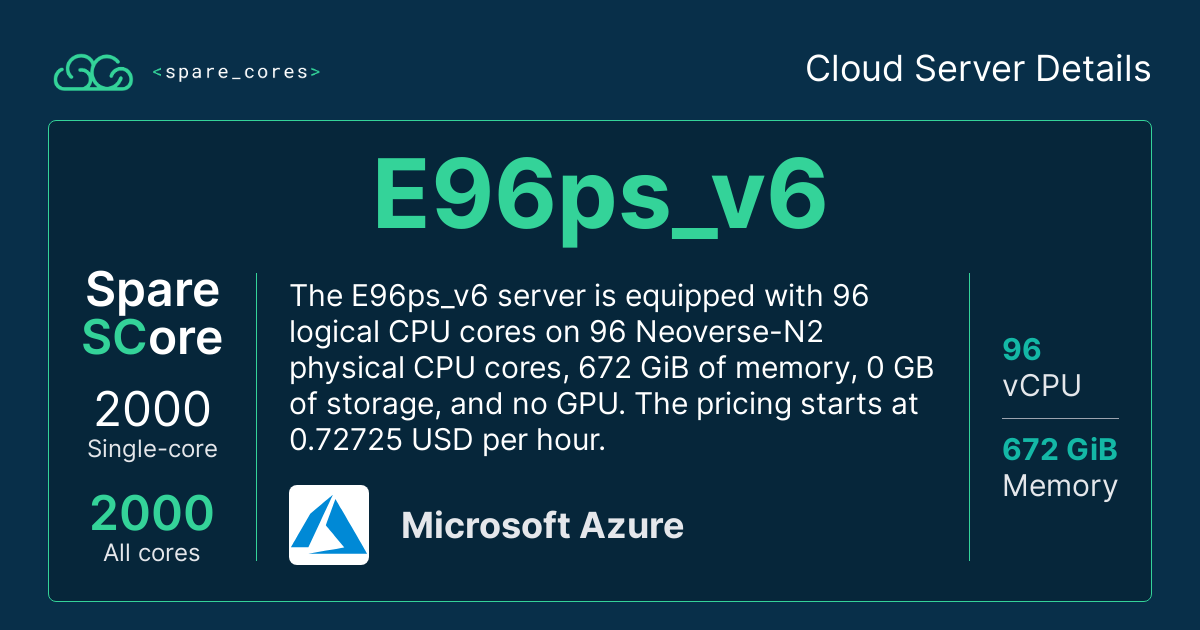 <spare_cores>
Cloud Server Details
E96ps_v6
Spare
SCore
2000
Single-core
2000
All cores
The E96ps_v6 server is equipped with 96
logical CPU cores on 96 Neoverse-N2
physical CPU cores, 672 GiB of memory, 0 GB
of storage, and no GPU. The pricing starts at
0.72725 USD per hour.
Microsoft Azure
96
vCPU
672 GiB
Memory